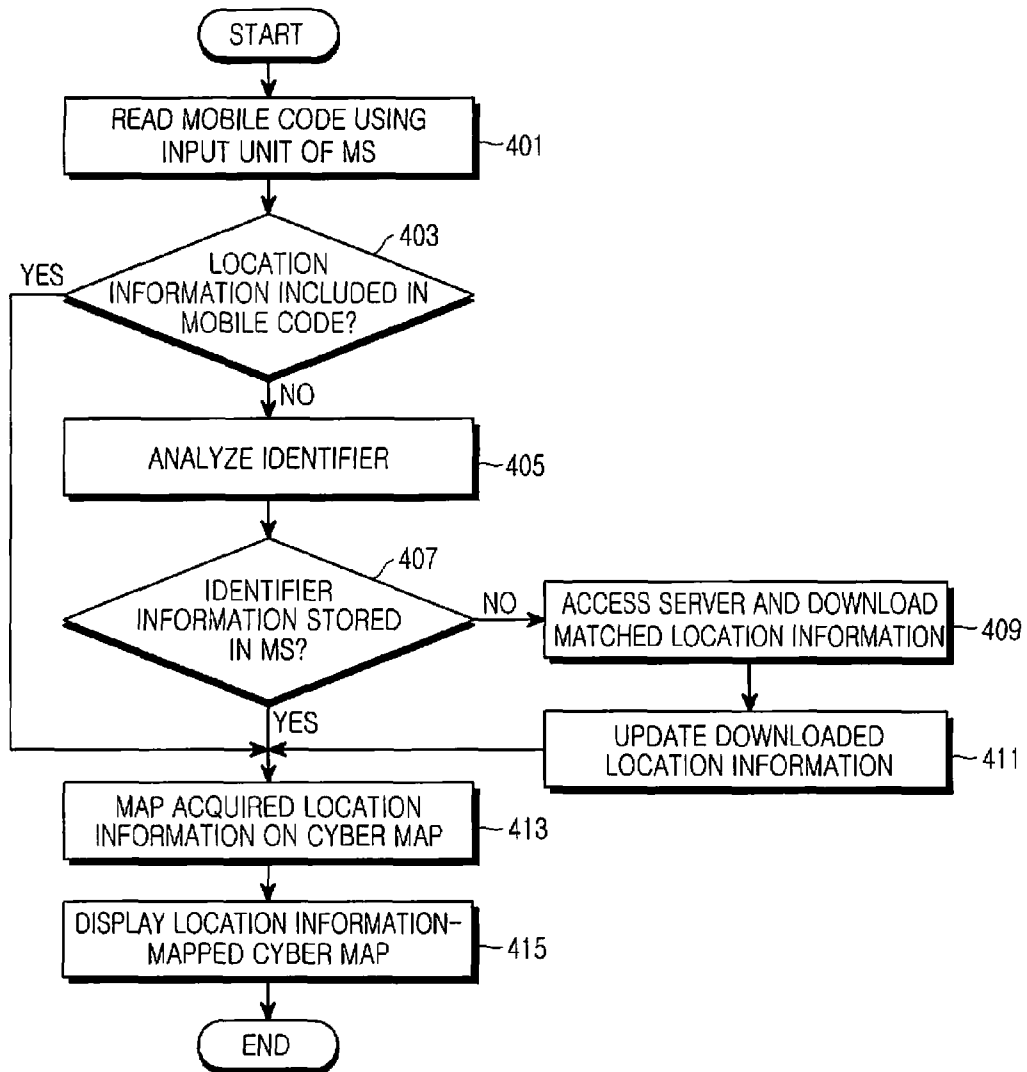 START
READ MOBILE CODE USING
INPUT UNIT OF MS
401
403
YES
LOCATION
INFORMATION INCLUDED IN
MOBILE CODE?
NO
ANALYZE IDENTIFIER
405
407
IDENTIFIER
INFORMATION STORED
IN MS?
NO
ACCESS SERVER AND DOWNLOAD
MATCHED LOCATION INFORMATION
409
YES
UPDATE DOWNLOADED
LOCATION INFORMATION
411
MAP ACQUIRED LOCATION
INFORMATION ON CYBER MAP
413
DISPLAY LOCATION INFORMATION-
MAPPED CYBER MAP
415
END